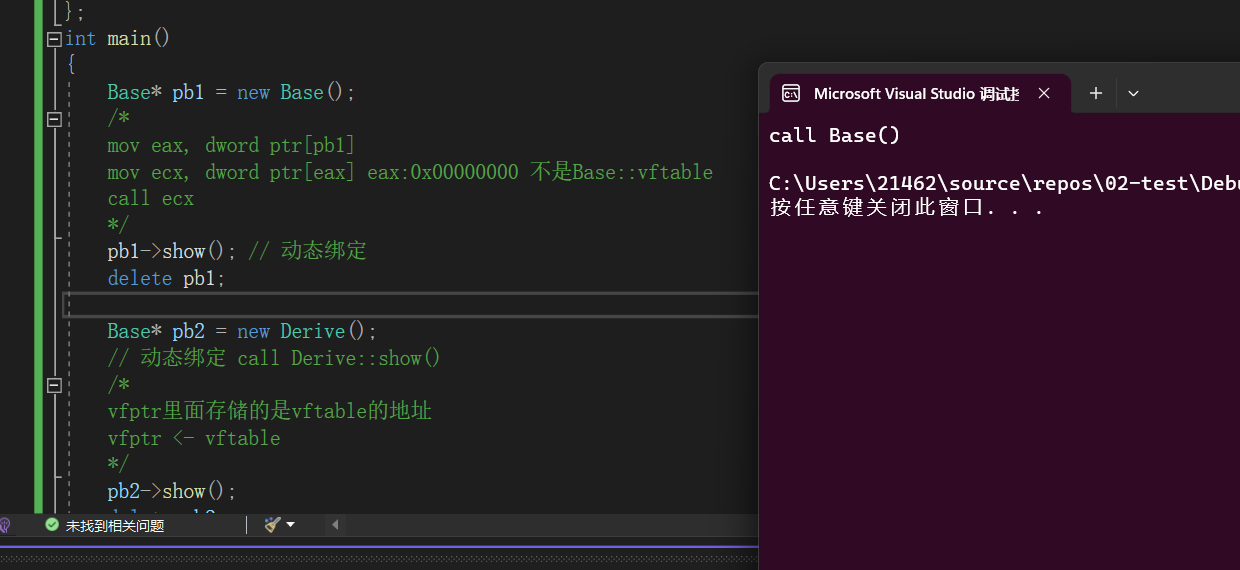 };
int main()
{
Base* pb1 = new Base();
/*
mov eax, dword ptr[pb1]
mov ecx, dword ptr[eax] eax:0x00000000 不是Base::vftable
call ecx
*/
pb1->show(); // 动态绑定
delete pb1;
Base* pb2 = new Derive();
// 动态绑定 call Derive::show()
/*
vfptr里面存储的是vftable的地址
vfptr <- vftable
*/
pb2->show();
未找到相关问题
Microsoft Visual Studio 调试
call Base()
C:\Users\21462\source\repos\02-test\Deb
按任意键关闭此窗口. . .